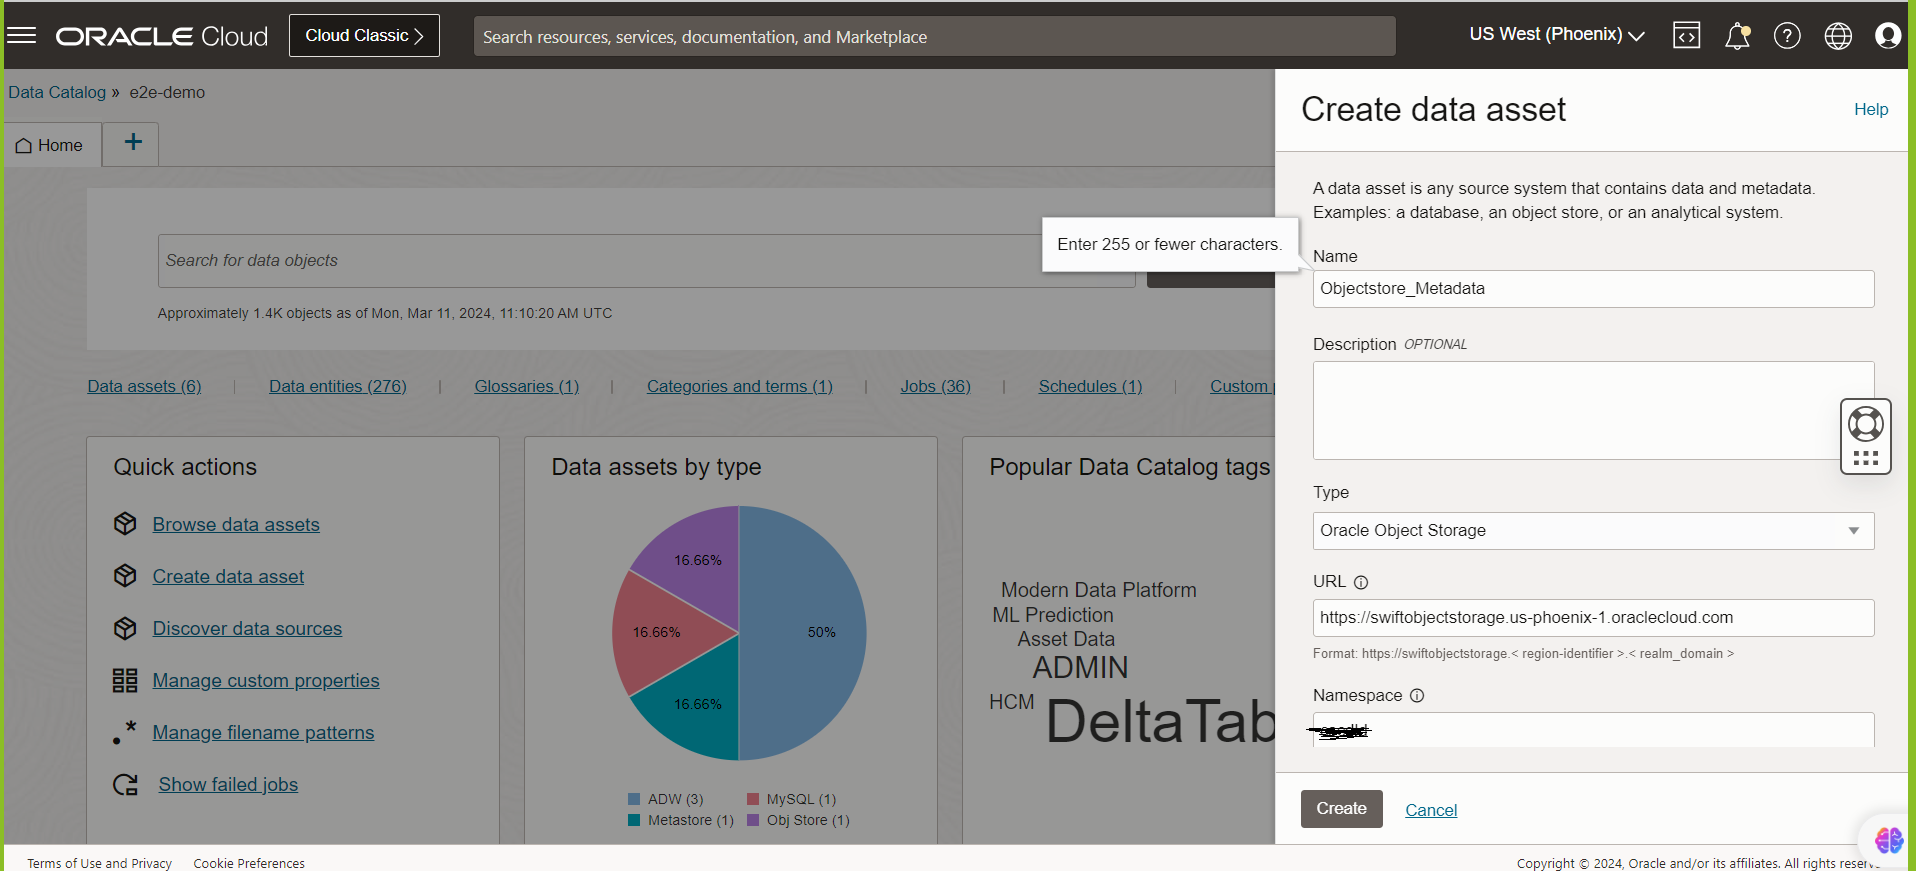 ORACLE Cloud
Cloud Classic
Search resources, services, documentation, and Marketplace
US West (Phoenix)
Data Catalog » e2e-demo
Home
Search for data objects
Approximately 1.4K objects as of Mon, Mar 11, 2024, 11:10:20 AM UTC
Data assets (6) | Data entities (276) | Glossaries (1) | Categories and terms (1) | Jobs (36) | Schedules (1) | Custom
Quick actions
Browse data assets
Create data asset
Discover data sources
Manage custom properties
Manage filename patterns
Show failed jobs
Data assets by type
16.66%
16.66%
50%
16.66%
ADW (3)
MySQL (1)
Metastore (1)
Obj Store (1)
Popular Data Catalog tags
Modern Data Platform
ML Prediction
Asset Data
ADMIN
HCM
DeltaTab
Create data asset
Help
A data asset is any source system that contains data and metadata.
Examples: a database, an object store, or an analytical system.
Enter 255 or fewer characters.
Name
Objectstore_Metadata
Description OPTIONAL
Type
Oracle Object Storage
URL
https://swiftobjectstorage.us-phoenix-1.oraclecloud.com
Format: https://swiftobjectstorage.< region-identifier >.< realm_domain >
Namespace
Create
Cancel
Terms of Use and Privacy
Cookie Preferences
Copyright © 2024, Oracle and/or its affiliates. All rights reserv